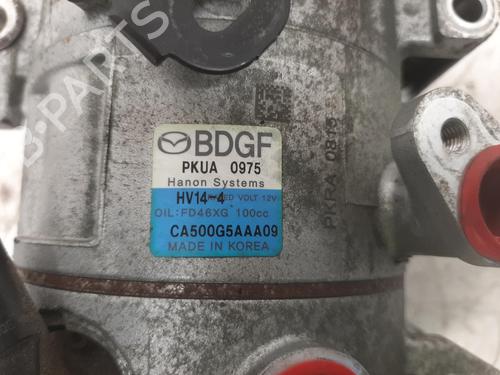 BDGF
PKUA 0975
Hanon Systems
HV14-4 RATED VOLT 12V
OIL:FD46XG 100cc
CA500G5AAA09
MADE IN KOREA
PKRA 0815
B-PARTS